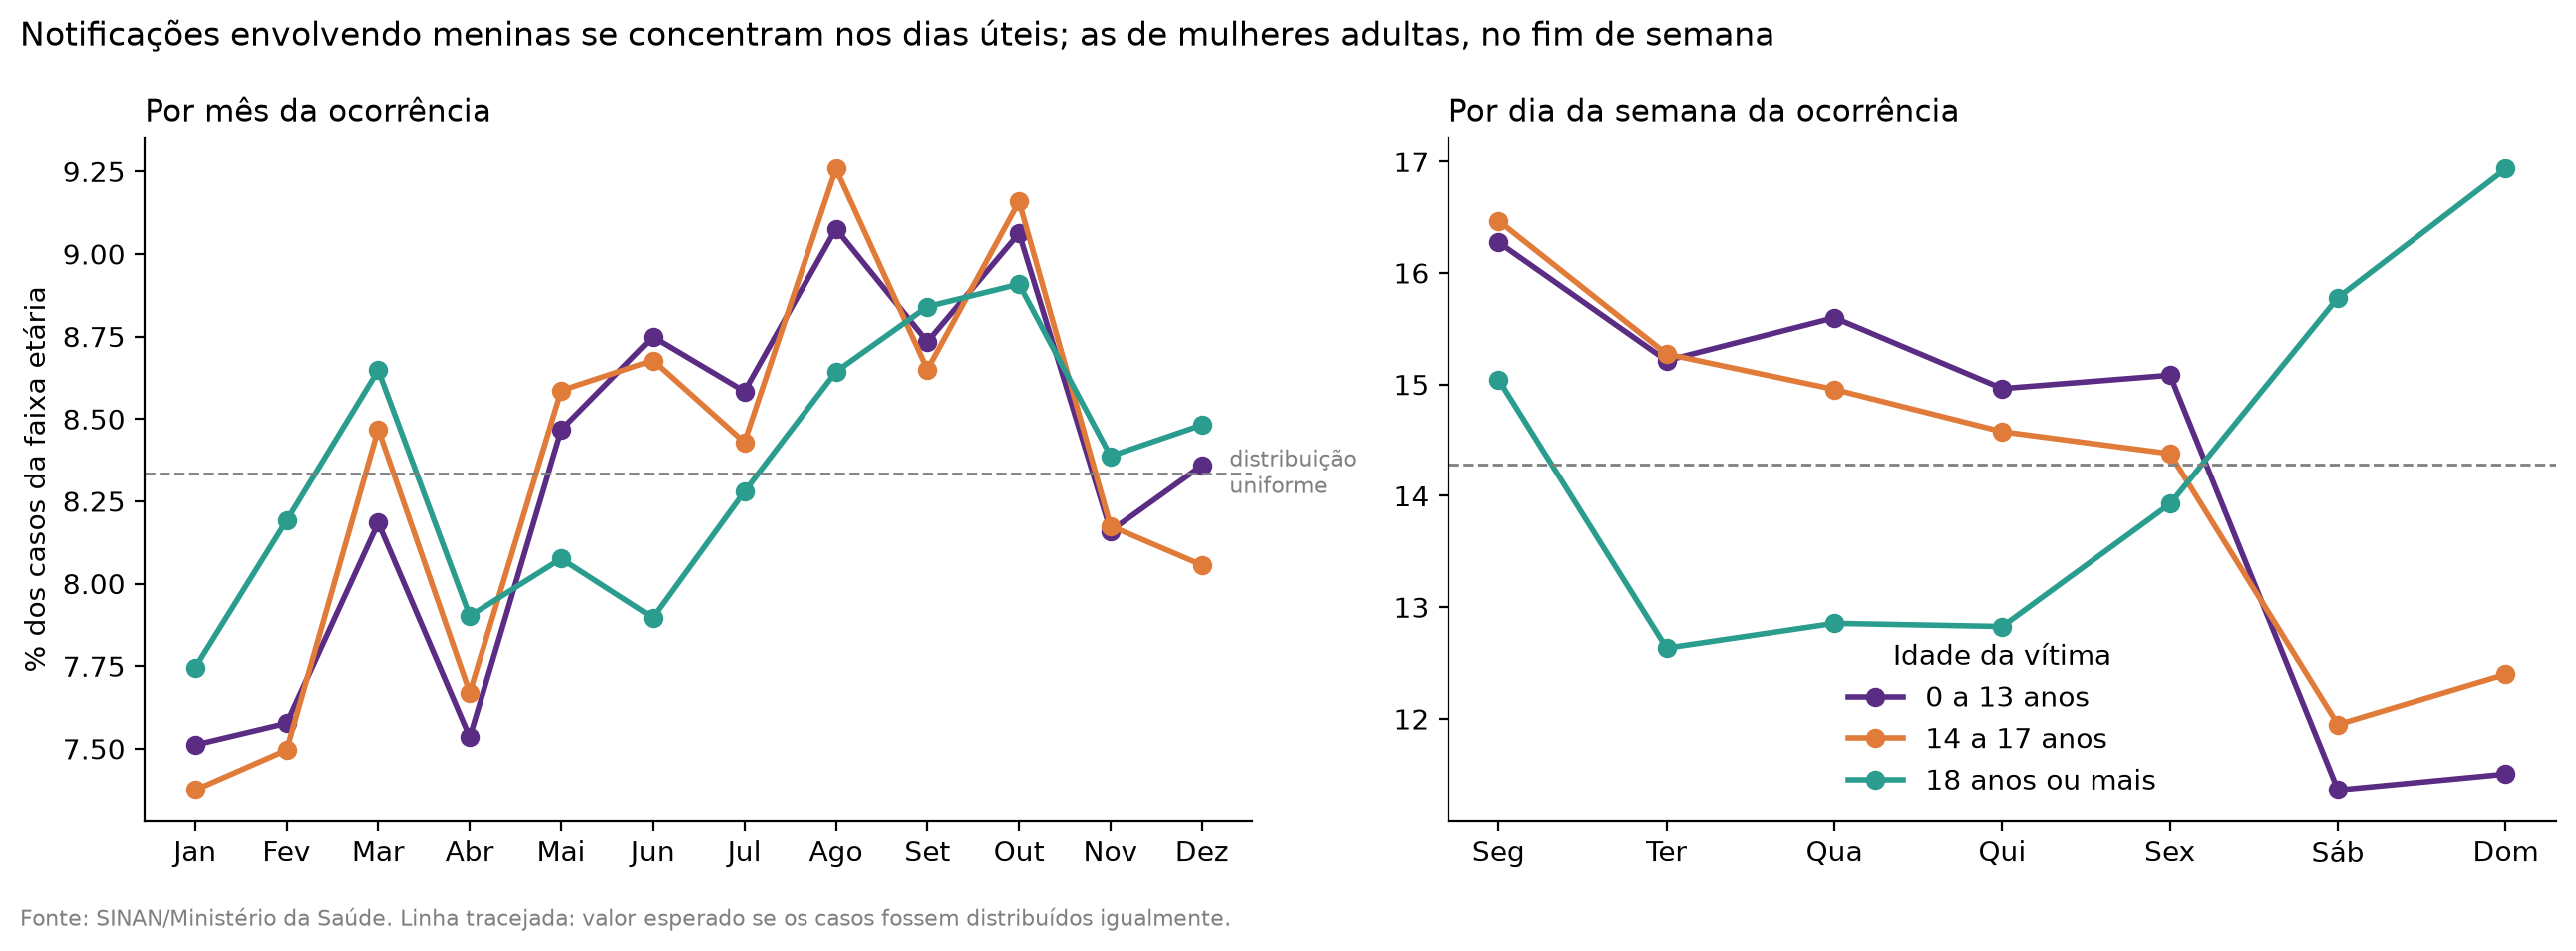 Notificações envolvendo meninas se concentram nos dias úteis; as de mulheres adultas, no fim de semana
Por mês da ocorrência
% dos casos da faixa etária
9.25
9.00
8.75
8.50
8.25
8.00
7.75
7.50
distribuição
uniforme
Jan Fev Mar Abr Mai Jun Jul Ago Set Out Nov Dez
Por dia da semana da ocorrência
17
16
15
14
13
12
Idade da vítima
0 a 13 anos
14 a 17 anos
18 anos ou mais
Seg Ter Qua Qui Sex Sáb Dom
Fonte: SINAN/Ministério da Saúde. Linha tracejada: valor esperado se os casos fossem distribuídos igualmente.